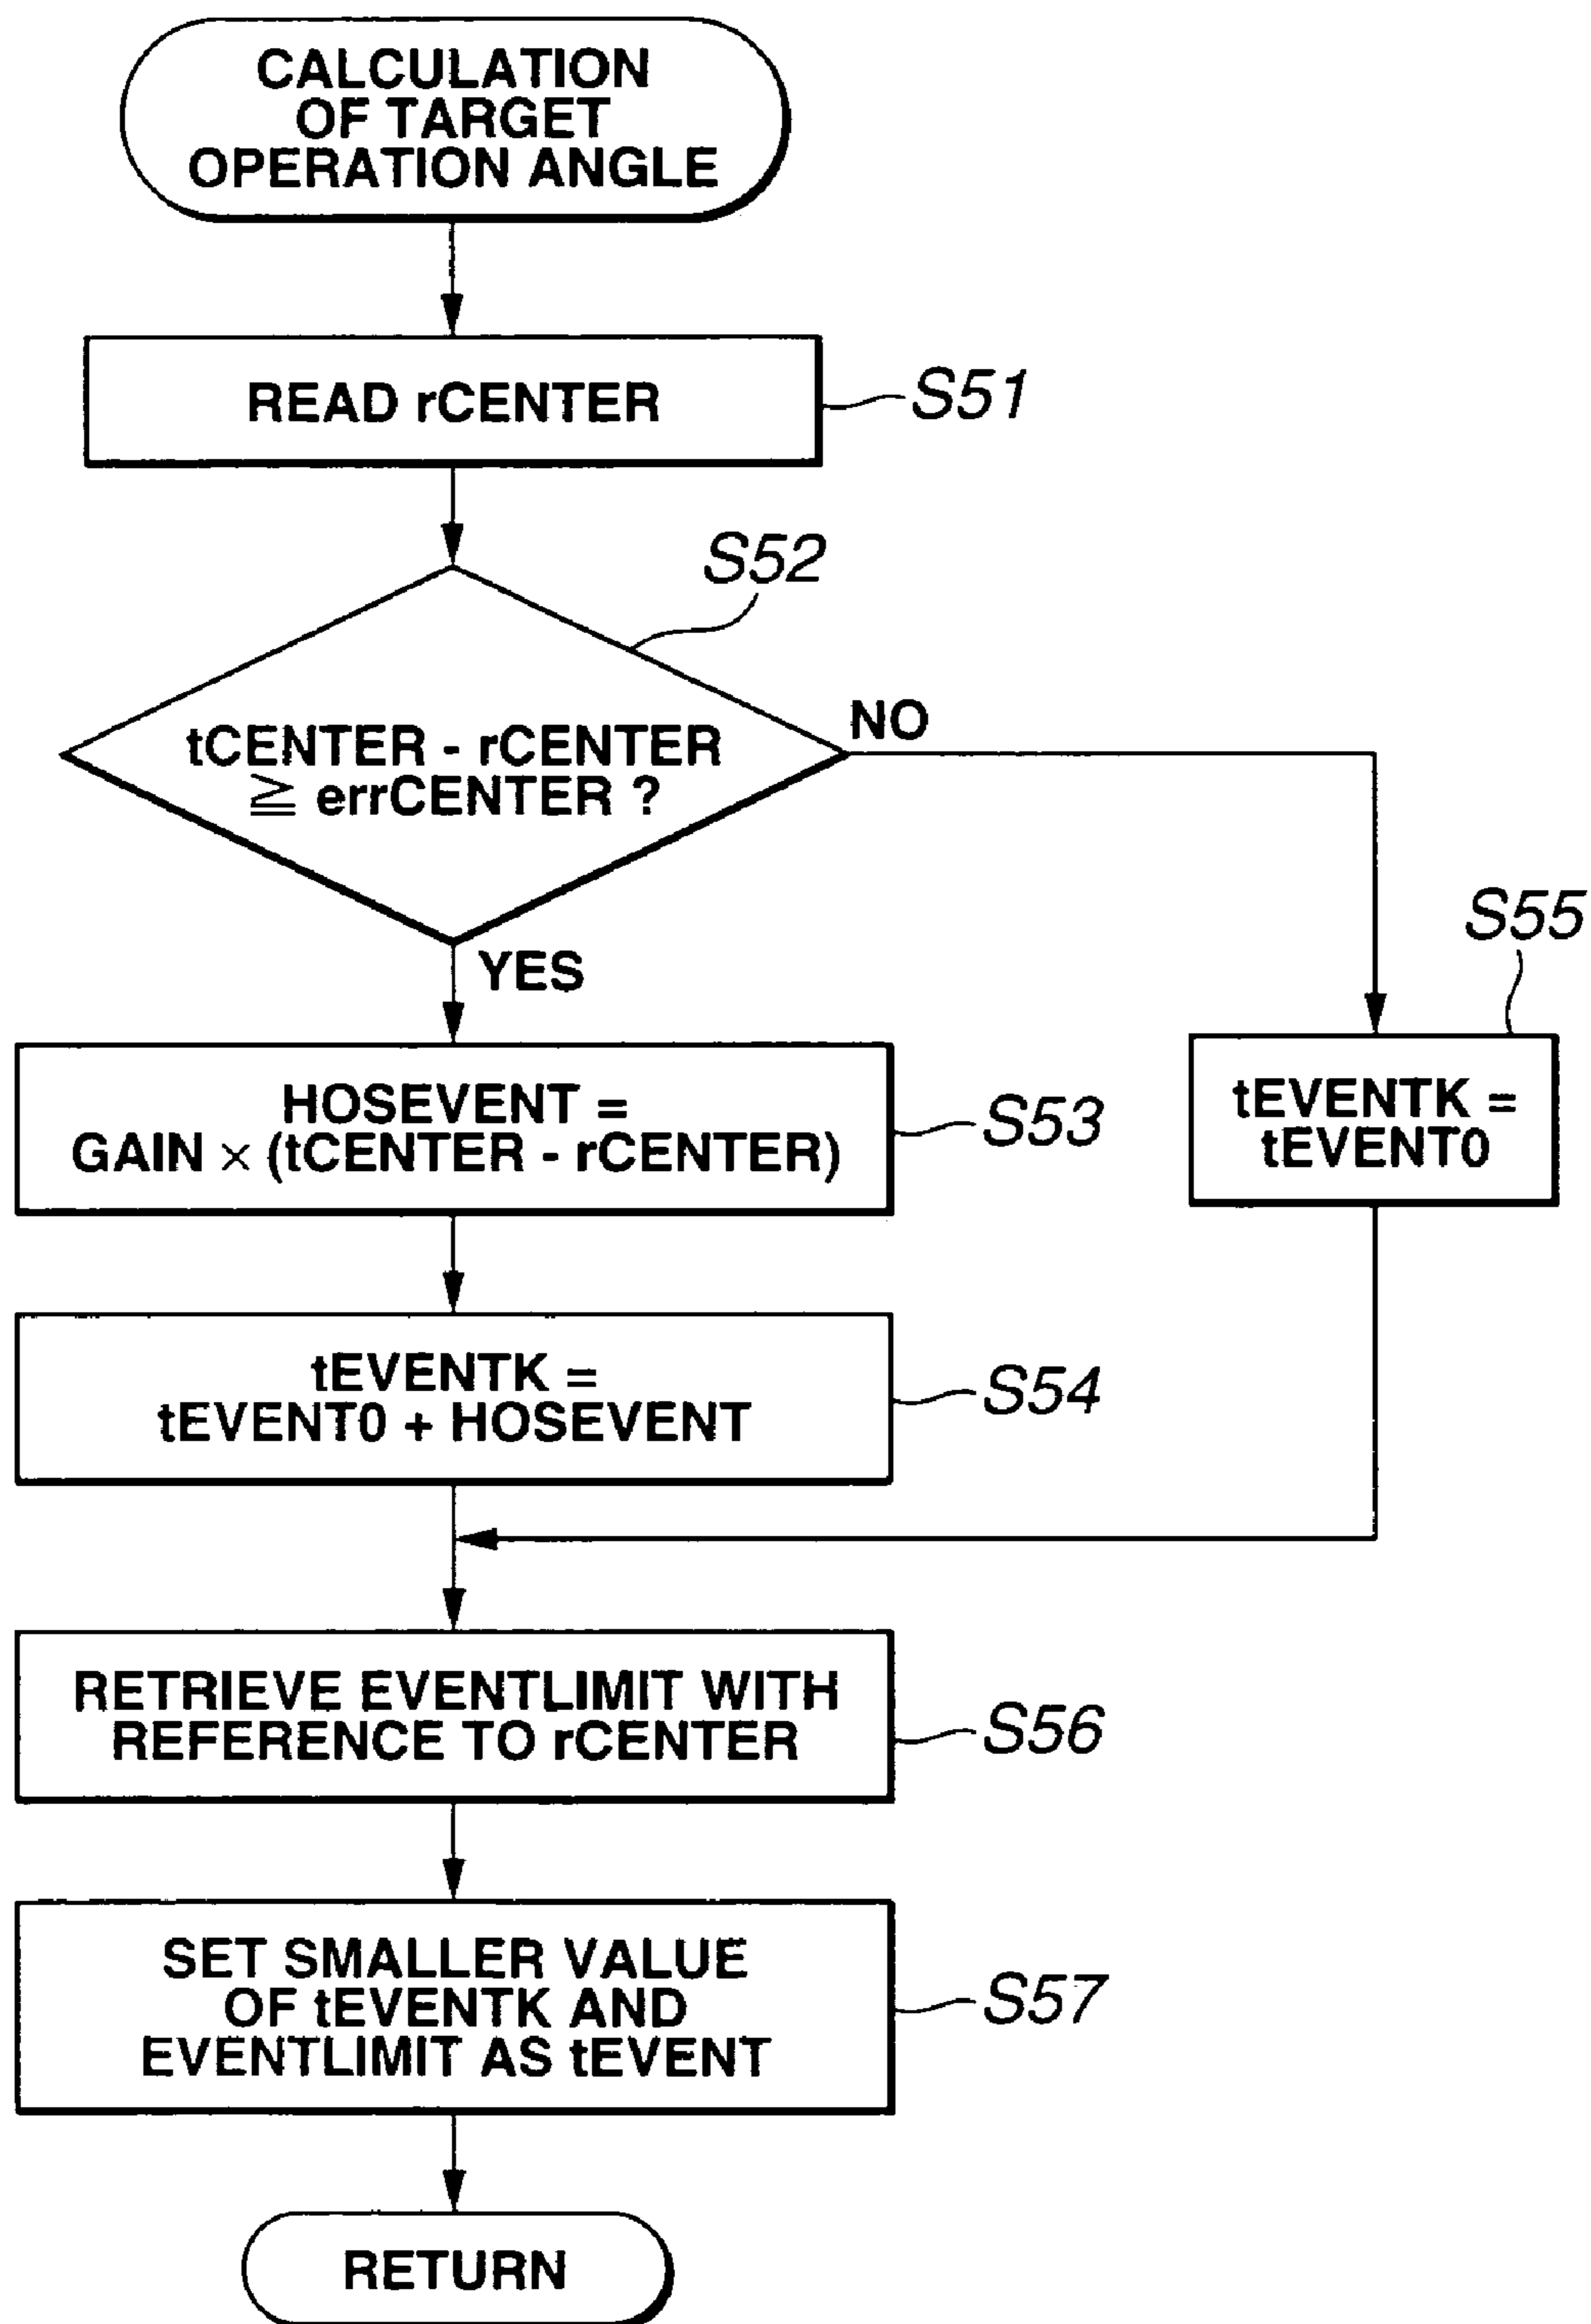 CALCULATION
OF TARGET
OPERATION ANGLE
READ rCENTER
S51
S52
tCENTER - rCENTER
≧ errCENTER ?
NO
YES
S55
HOSEVENT =
GAIN × (tCENTER - rCENTER)
S53
tEVENTK =
tEVENT0
tEVENTK =
tEVENT0 + HOSEVENT
S54
RETRIEVE EVENTLIMIT WITH
REFERENCE TO rCENTER
S56
SET SMALLER VALUE
OF tEVENTK AND
EVENTLIMIT AS tEVENT
S57
RETURN